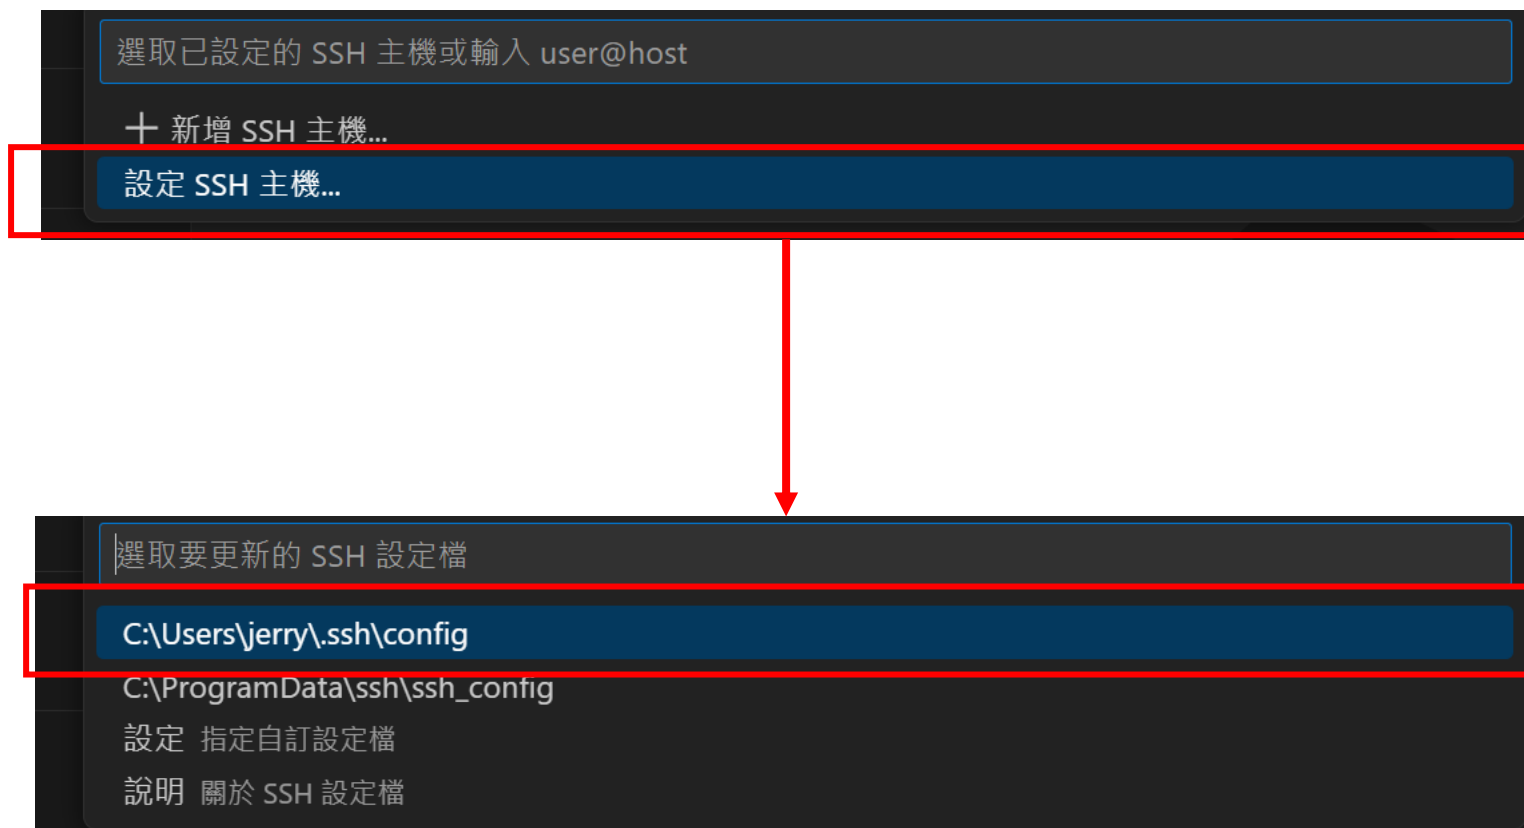 選取已設定的 SSH 主機或輸入 user@host
新增 SSH 主機...
設定 SSH 主機...
選取要更新的 SSH 設定檔
C:\Users\jerry\.ssh\config
C:\ProgramData\ssh\ssh_config
設定 指定自訂設定檔
說明 關於 SSH 設定檔